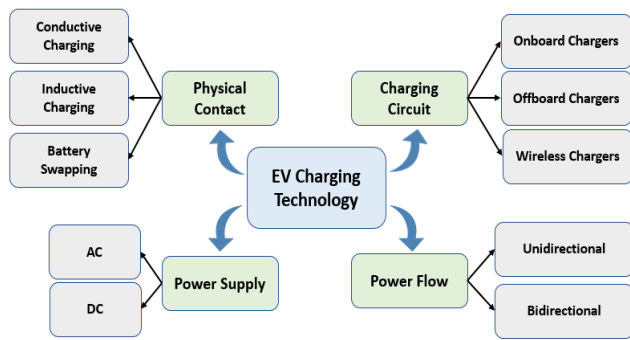 Conductive
Charging
Inductive
Charging
Battery
Swapping
Physical
Contact
Charging
Circuit
Onboard Chargers
Offboard Chargers
Wireless Chargers
EV Charging
Technology
AC
DC
Power Supply
Power Flow
Unidirectional
Bidirectional